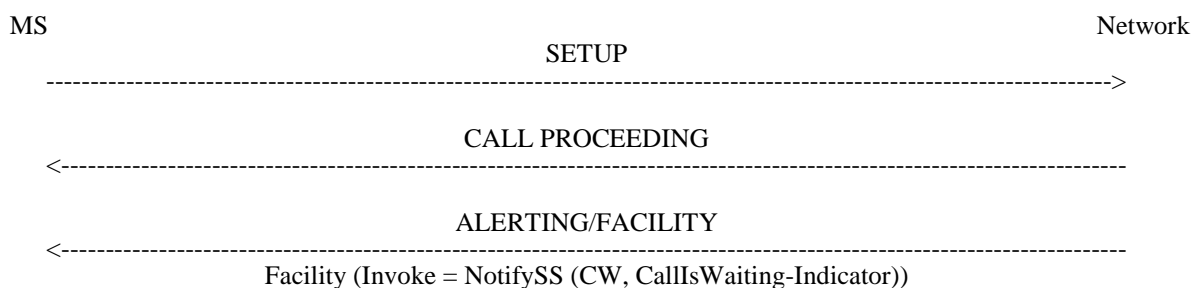 MS Network
SETUP
------------------------------------------------------------------------------------------------------------------------>
CALL PROCEEDING
<------------------------------------------------------------------------------------------------------------------------
ALERTING/FACILITY
<------------------------------------------------------------------------------------------------------------------------
Facility (Invoke = NotifySS (CW, CallIsWaiting-Indicator))